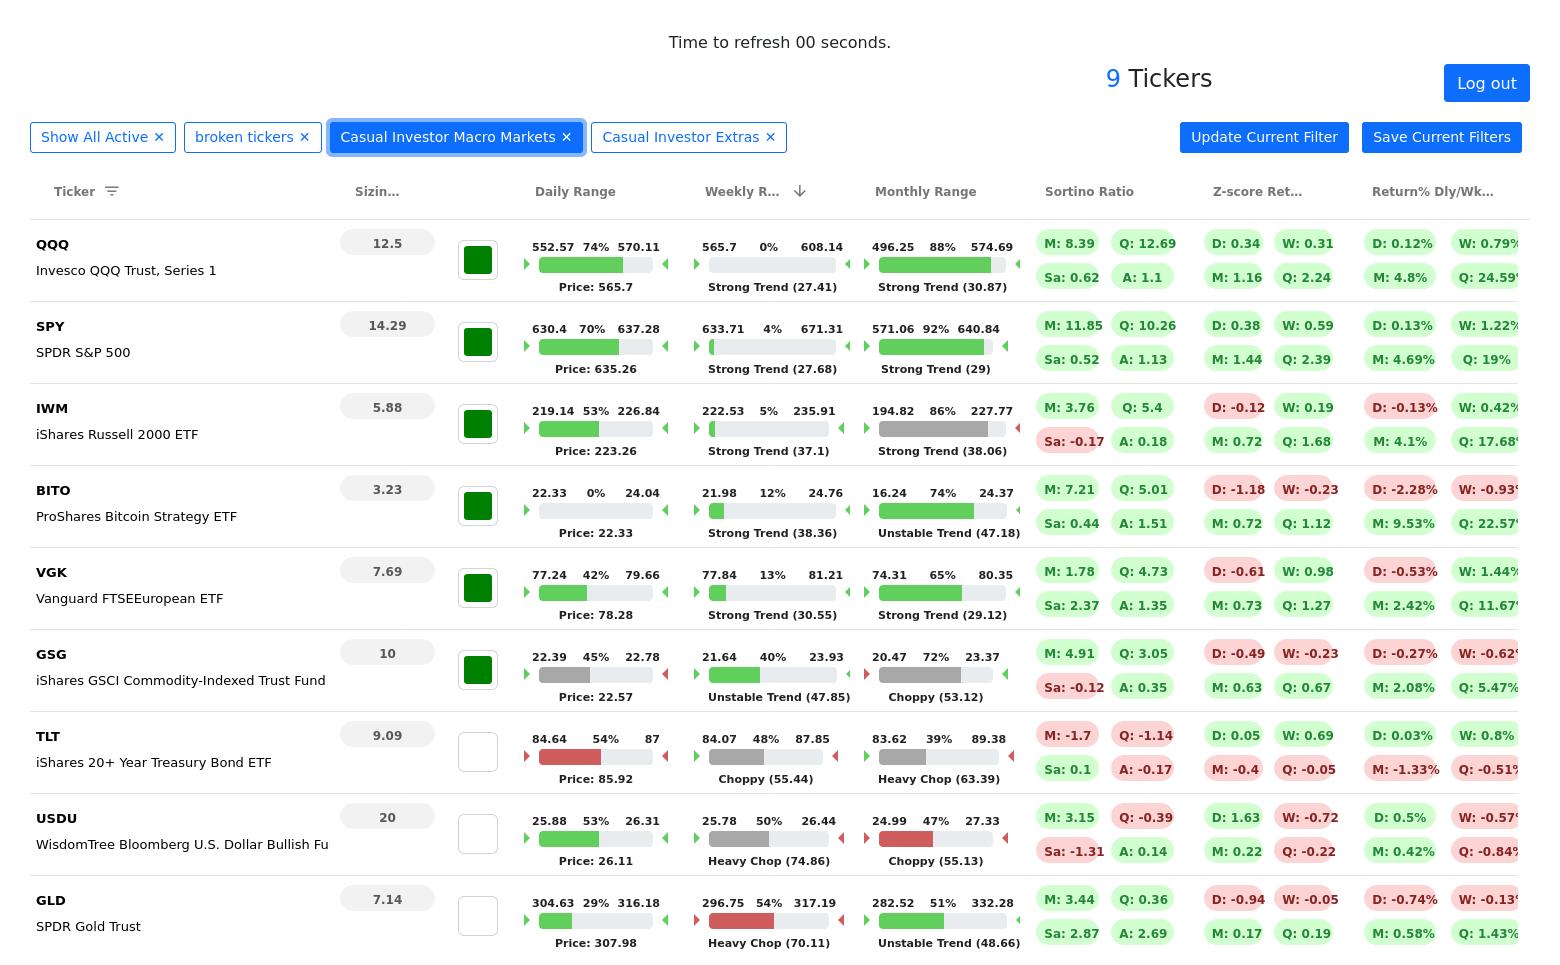 Time to refresh 00 seconds.
9 Tickers
Log out
Show All Active ✕ broken tickers ✕ Casual Investor Macro Markets ✕ Casual Investor Extras ✕ Update Current Filter Save Current Filters
Ticker Sizin... Daily Range Weekly R... Monthly Range Sortino Ratio Z-score Ret... Return% Dly/Wk...
QQQ 12.5 552.57 74% 570.11 565.7 0% 608.14 496.25 88% 574.69 M: 8.39 Q: 12.69 D: 0.34 W: 0.31 D: 0.12% W: 0.79%
Invesco QQQ Trust, Series 1 Price: 565.7 Strong Trend (27.41) Strong Trend (30.87) Sa: 0.62 A: 1.1 M: 1.16 Q: 2.24 M: 4.8% Q: 24.59%
SPY 14.29 630.4 70% 637.28 633.71 4% 671.31 571.06 92% 640.84 M: 11.85 Q: 10.26 D: 0.38 W: 0.59 D: 0.13% W: 1.22%
SPDR S&P 500 Price: 635.26 Strong Trend (27.68) Strong Trend (29) Sa: 0.52 A: 1.13 M: 1.44 Q: 2.39 M: 4.69% Q: 19%
IWM 5.88 219.14 53% 226.84 222.53 5% 235.91 194.82 86% 227.77 M: 3.76 Q: 5.4 D: -0.12 W: 0.19 D: -0.13% W: 0.42%
iShares Russell 2000 ETF Price: 223.26 Strong Trend (37.1) Strong Trend (38.06) Sa: -0.17 A: 0.18 M: 0.72 Q: 1.68 M: 4.1% Q: 17.68%
BITO 3.23 22.33 0% 24.04 21.98 12% 24.76 16.24 74% 24.37 M: 7.21 Q: 5.01 D: -1.18 W: -0.23 D: -2.28% W: -0.93%
ProShares Bitcoin Strategy ETF Price: 22.33 Strong Trend (38.36) Unstable Trend (47.18) Sa: 0.44 A: 1.51 M: 0.72 Q: 1.12 M: 9.53% Q: 22.57%
VGK 7.69 77.24 42% 79.66 77.84 13% 81.21 74.31 65% 80.35 M: 1.78 Q: 4.73 D: -0.61 W: 0.98 D: -0.53% W: 1.44%
Vanguard FTSEEuropean ETF Price: 78.28 Strong Trend (30.55) Strong Trend (29.12) Sa: 2.37 A: 1.35 M: 0.73 Q: 1.27 M: 2.42% Q: 11.67%
GSG 10 22.39 45% 22.78 21.64 40% 23.93 20.47 72% 23.37 M: 4.91 Q: 3.05 D: -0.49 W: -0.23 D: -0.27% W: -0.62%
iShares GSCI Commodity-Indexed Trust Fund Price: 22.57 Unstable Trend (47.85) Choppy (53.12) Sa: -0.12 A: 0.35 M: 0.63 Q: 0.67 M: 2.08% Q: 5.47%
TLT 9.09 84.64 54% 87 84.07 48% 87.85 83.62 39% 89.38 M: -1.7 Q: -1.14 D: 0.05 W: 0.69 D: 0.03% W: 0.8%
iShares 20+ Year Treasury Bond ETF Price: 85.92 Choppy (55.44) Heavy Chop (63.39) Sa: 0.1 A: -0.17 M: -0.4 Q: -0.05 M: -1.33% Q: -0.51%
USDU 20 25.88 53% 26.31 25.78 50% 26.44 24.99 47% 27.33 M: 3.15 Q: -0.39 D: 1.63 W: -0.72 D: 0.5% W: -0.57%
WisdomTree Bloomberg U.S. Dollar Bullish Fu Price: 26.11 Heavy Chop (74.86) Choppy (55.13) Sa: -1.31 A: 0.14 M: 0.22 Q: -0.22 M: 0.42% Q: -0.84%
GLD 7.14 304.63 29% 316.18 296.75 54% 317.19 282.52 51% 332.28 M: 3.44 Q: 0.36 D: -0.94 W: -0.05 D: -0.74% W: -0.13%
SPDR Gold Trust Price: 307.98 Heavy Chop (70.11) Unstable Trend (48.66) Sa: 2.87 A: 2.69 M: 0.17 Q: 0.19 M: 0.58% Q: 1.43%